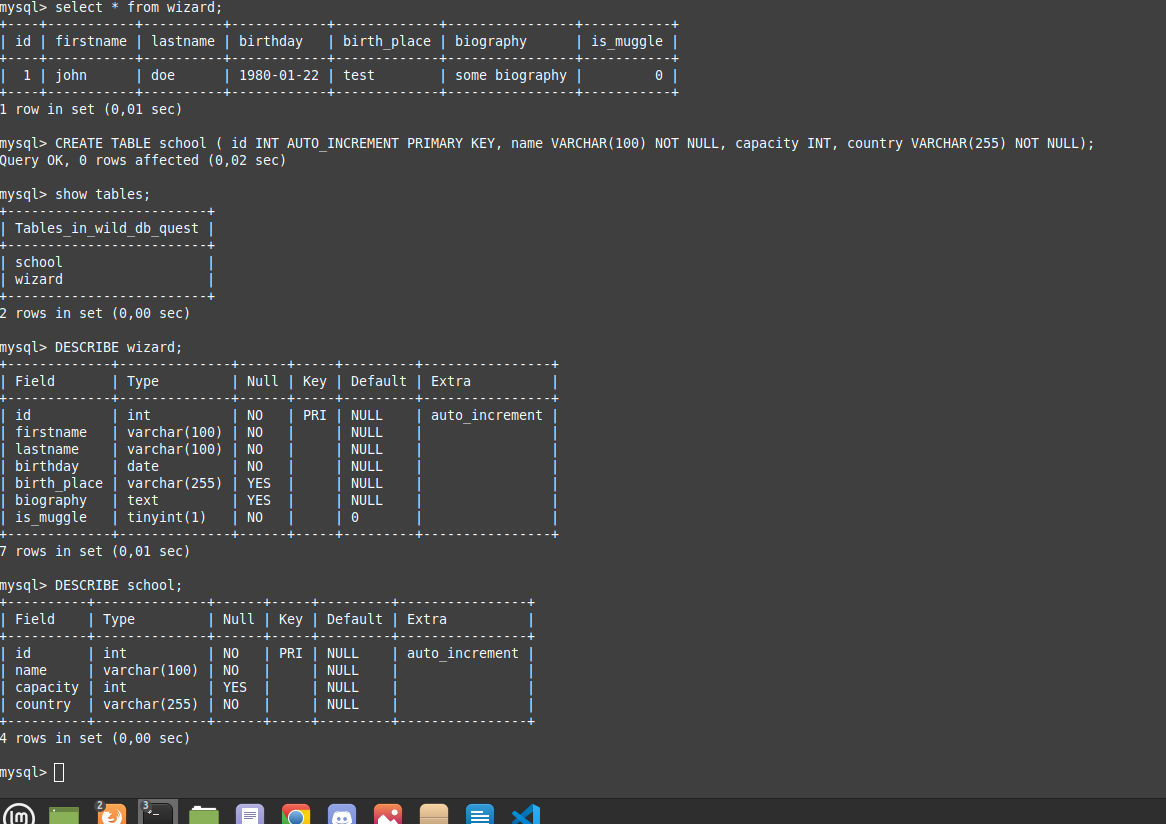 mysql> select * from wizard;
+----+-----------+----------+------------+-------------+----------------+-----------+
| id | firstname | lastname | birthday   | birth_place | biography      | is_muggle |
+----+-----------+----------+------------+-------------+----------------+-----------+
|  1 | john      | doe      | 1980-01-22 | test        | some biography |         0 |
+----+-----------+----------+------------+-------------+----------------+-----------+
1 row in set (0,01 sec)
mysql> CREATE TABLE school ( id INT AUTO_INCREMENT PRIMARY KEY, name VARCHAR(100) NOT NULL, capacity INT, country VARCHAR(255) NOT NULL);
Query OK, 0 rows affected (0,02 sec)
mysql> show tables;
+-------------------------+
| Tables_in_wild_db_quest |
+-------------------------+
| school                  |
| wizard                  |
+-------------------------+
2 rows in set (0,00 sec)
mysql> DESCRIBE wizard;
+-------------+--------------+------+-----+---------+----------------+
| Field       | Type         | Null | Key | Default | Extra          |
+-------------+--------------+------+-----+---------+----------------+
| id          | int          | NO   | PRI | NULL    | auto_increment |
| firstname   | varchar(100) | NO   |     | NULL    |                |
| lastname    | varchar(100) | NO   |     | NULL    |                |
| birthday    | date         | NO   |     | NULL    |                |
| birth_place | varchar(255) | YES  |     | NULL    |                |
| biography   | text         | YES  |     | NULL    |                |
| is_muggle   | tinyint(1)   | NO   |     | 0       |                |
+-------------+--------------+------+-----+---------+----------------+
7 rows in set (0,01 sec)
mysql> DESCRIBE school;
+----------+--------------+------+-----+---------+----------------+
| Field    | Type         | Null | Key | Default | Extra          |
+----------+--------------+------+-----+---------+----------------+
| id       | int          | NO   | PRI | NULL    | auto_increment |
| name     | varchar(100) | NO   |     | NULL    |                |
| capacity | int          | YES  |     | NULL    |                |
| country  | varchar(255) | NO   |     | NULL    |                |
+----------+--------------+------+-----+---------+----------------+
4 rows in set (0,00 sec)
mysql>
2 3